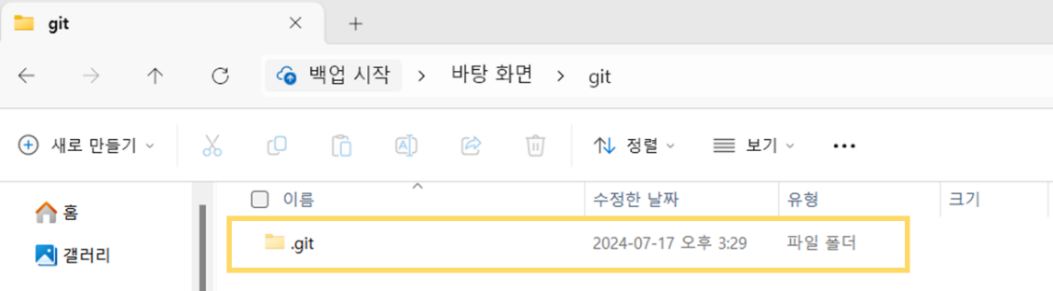 git
백업 시작 > 바탕 화면 > git
새로 만들기 정렬 보기
이름 수정한 날짜 유형 크기
홈
.git 2024-07-17 오후 3:29 파일 폴더
갤러리